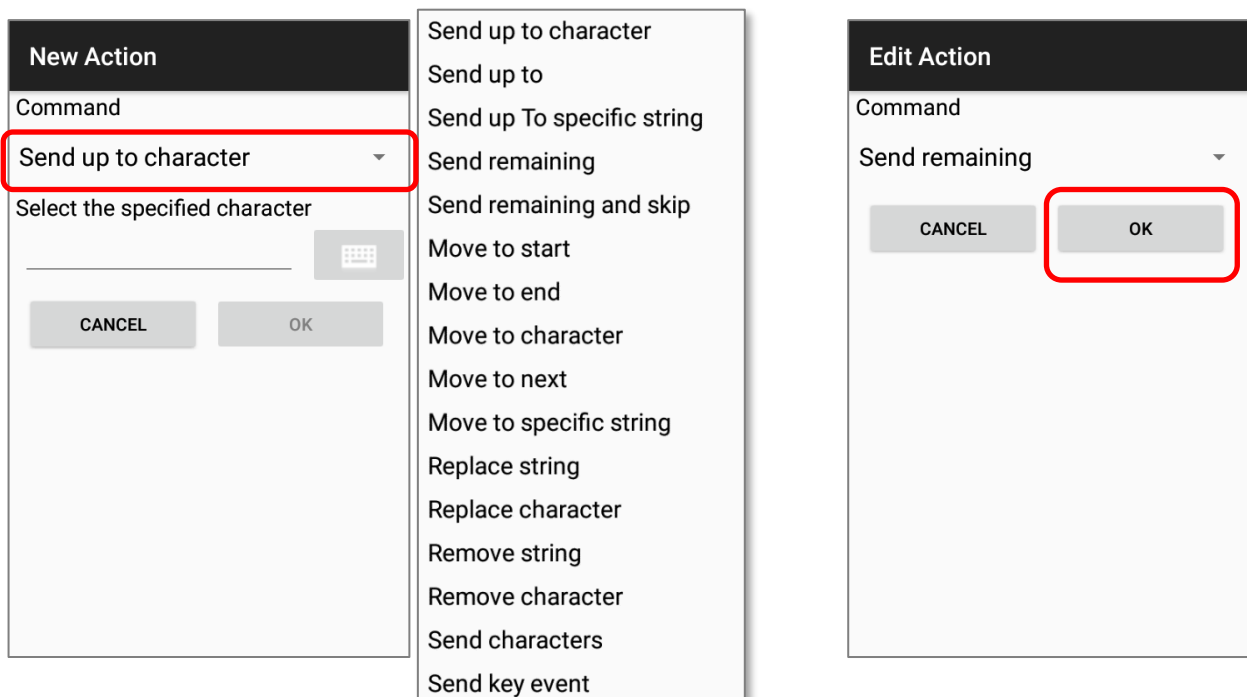 New Action
Command
Send up to character
Select the specified character
CANCEL OK
Send up to character
Send up to
Send up To specific string
Send remaining
Send remaining and skip
Move to start
Move to end
Move to character
Move to next
Move to specific string
Replace string
Replace character
Remove string
Remove character
Send characters
Send key event
Edit Action
Command
Send remaining
CANCEL OK